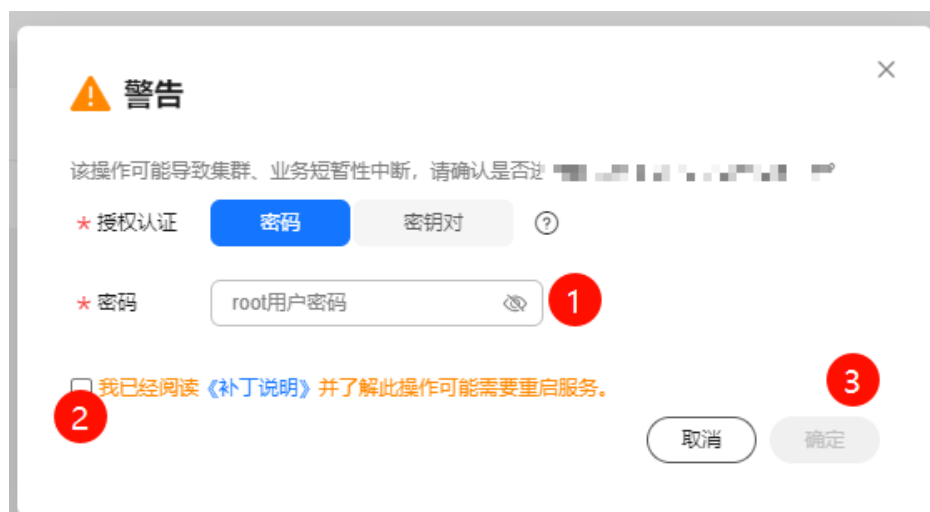 警告
该操作可能导致集群、业务短暂性中断，请确认是否
* 授权认证 密码 密钥对 ?
* 密码 root用户密码 1
我已经阅读《补丁说明》并了解此操作可能需要重启服务。
2
3
取消 确定